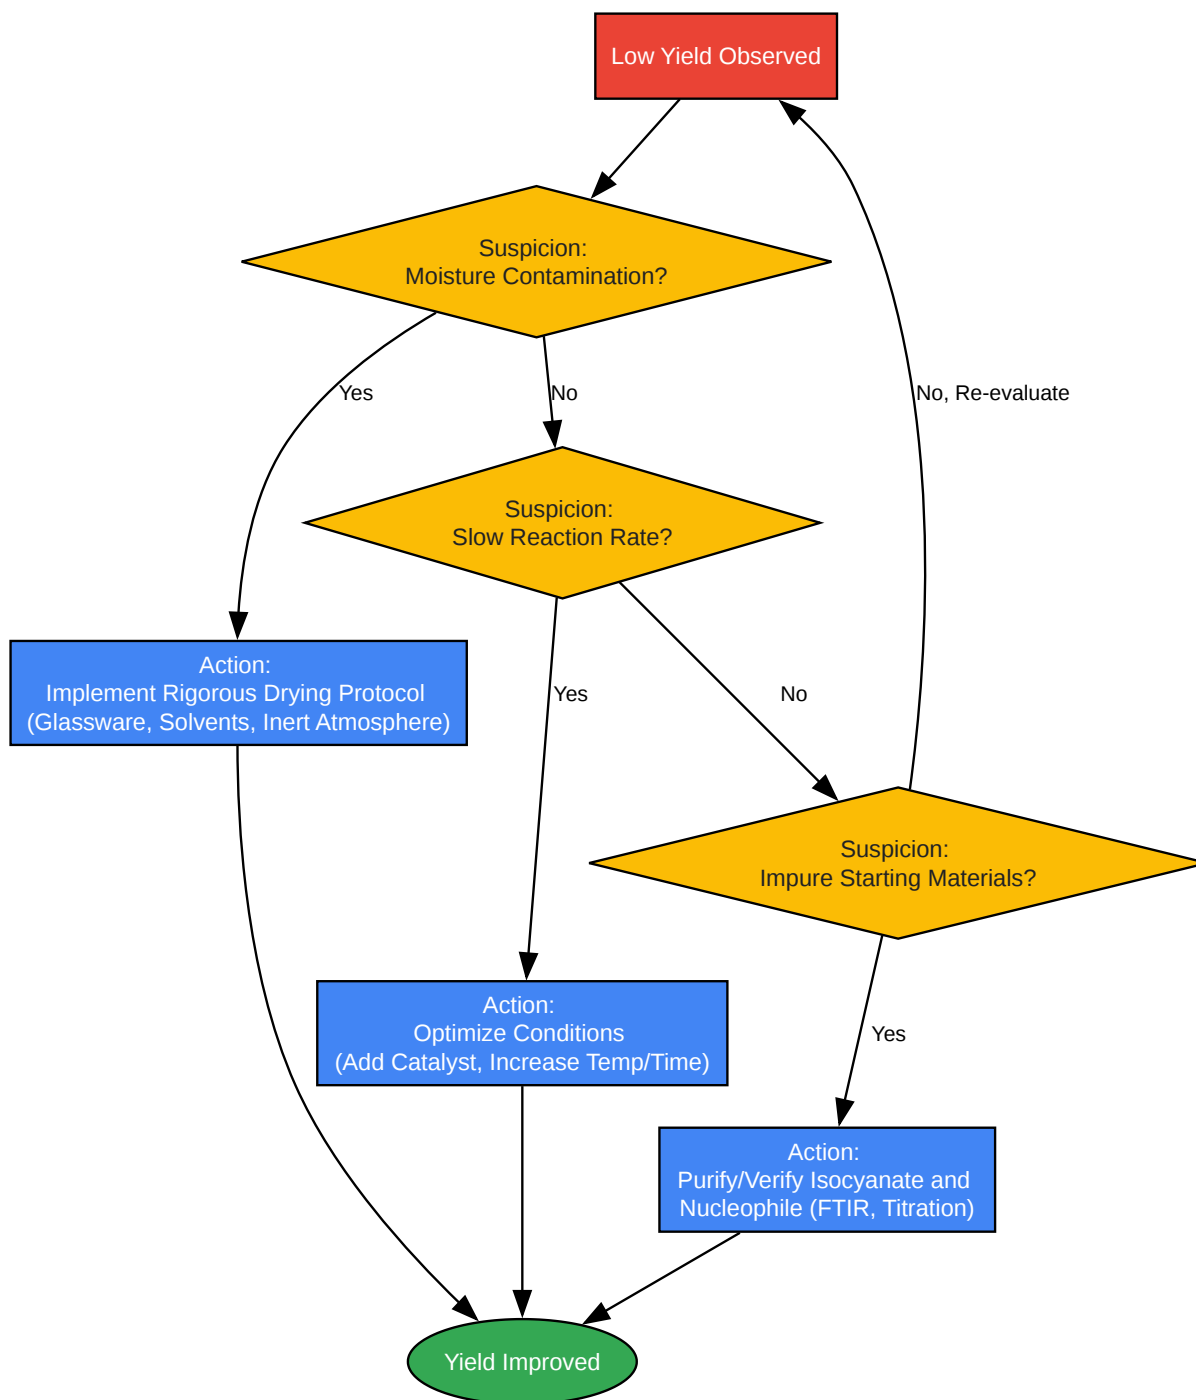 Low Yield Observed
Suspicion:
Moisture Contamination?
Yes
No
No, Re-evaluate
Suspicion:
Slow Reaction Rate?
Action:
Implement Rigorous Drying Protocol
(Glassware, Solvents, Inert Atmosphere)
Yes
No
Suspicion:
Impure Starting Materials?
Action:
Optimize Conditions
(Add Catalyst, Increase Temp/Time)
Yes
Action:
Purify/Verify Isocyanate and
Nucleophile (FTIR, Titration)
Yield Improved